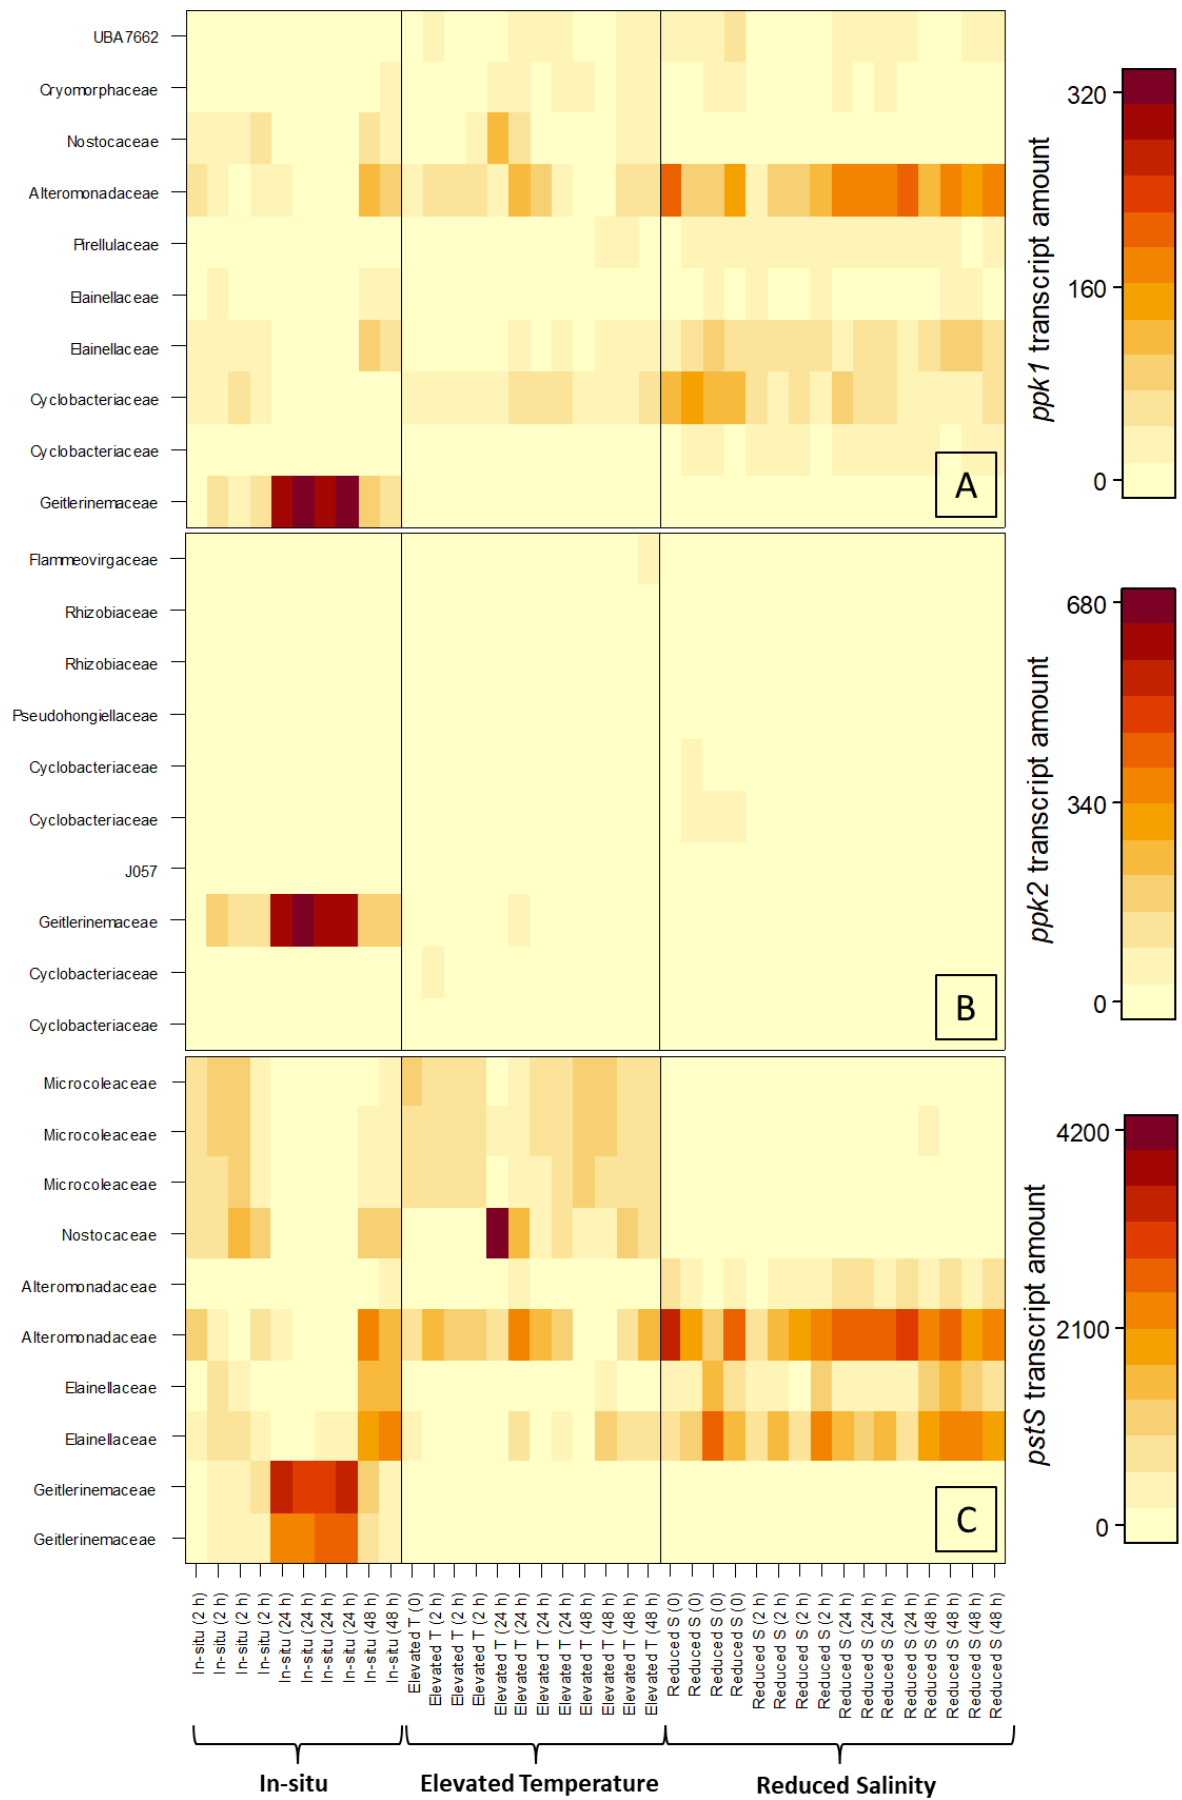 UBA7662
Cryomorphaceae
Nostocaceae
Alteromonadaceae
Pirellulaceae
Elainellaceae
Elainellaceae
Cyclobacteriaceae
Cyclobacteriaceae
Geitlerinemaceae
A
320
160
0
ppk1 transcript amount
Flammeovirgaceae
Rhizobiaceae
Rhizobiaceae
Pseudohongiellaceae
Cyclobacteriaceae
Cyclobacteriaceae
J057
Geitlerinemaceae
Cyclobacteriaceae
Cyclobacteriaceae
B
680
340
0
ppk2 transcript amount
Microcoleaceae
Microcoleaceae
Microcoleaceae
Nostocaceae
Alteromonadaceae
Alteromonadaceae
Elainellaceae
Elainellaceae
Geitlerinemaceae
Geitlerinemaceae
C
4200
2100
0
pstS transcript amount
In-situ (2 h)
In-situ (2 h)
In-situ (2 h)
In-situ (2 h)
In-situ (24 h)
In-situ (24 h)
In-situ (24 h)
In-situ (24 h)
In-situ (48 h)
In-situ (48 h)
Elevated T (0)
Elevated T (2 h)
Elevated T (2 h)
Elevated T (2 h)
Elevated T (24 h)
Elevated T (24 h)
Elevated T (24 h)
Elevated T (24 h)
Elevated T (48 h)
Elevated T (48 h)
Elevated T (48 h)
Elevated T (48 h)
Reduced S (0)
Reduced S (0)
Reduced S (0)
Reduced S (0)
Reduced S (2 h)
Reduced S (2 h)
Reduced S (2 h)
Reduced S (2 h)
Reduced S (24 h)
Reduced S (24 h)
Reduced S (24 h)
Reduced S (24 h)
Reduced S (48 h)
Reduced S (48 h)
Reduced S (48 h)
Reduced S (48 h)
In-situ
Elevated Temperature
Reduced Salinity